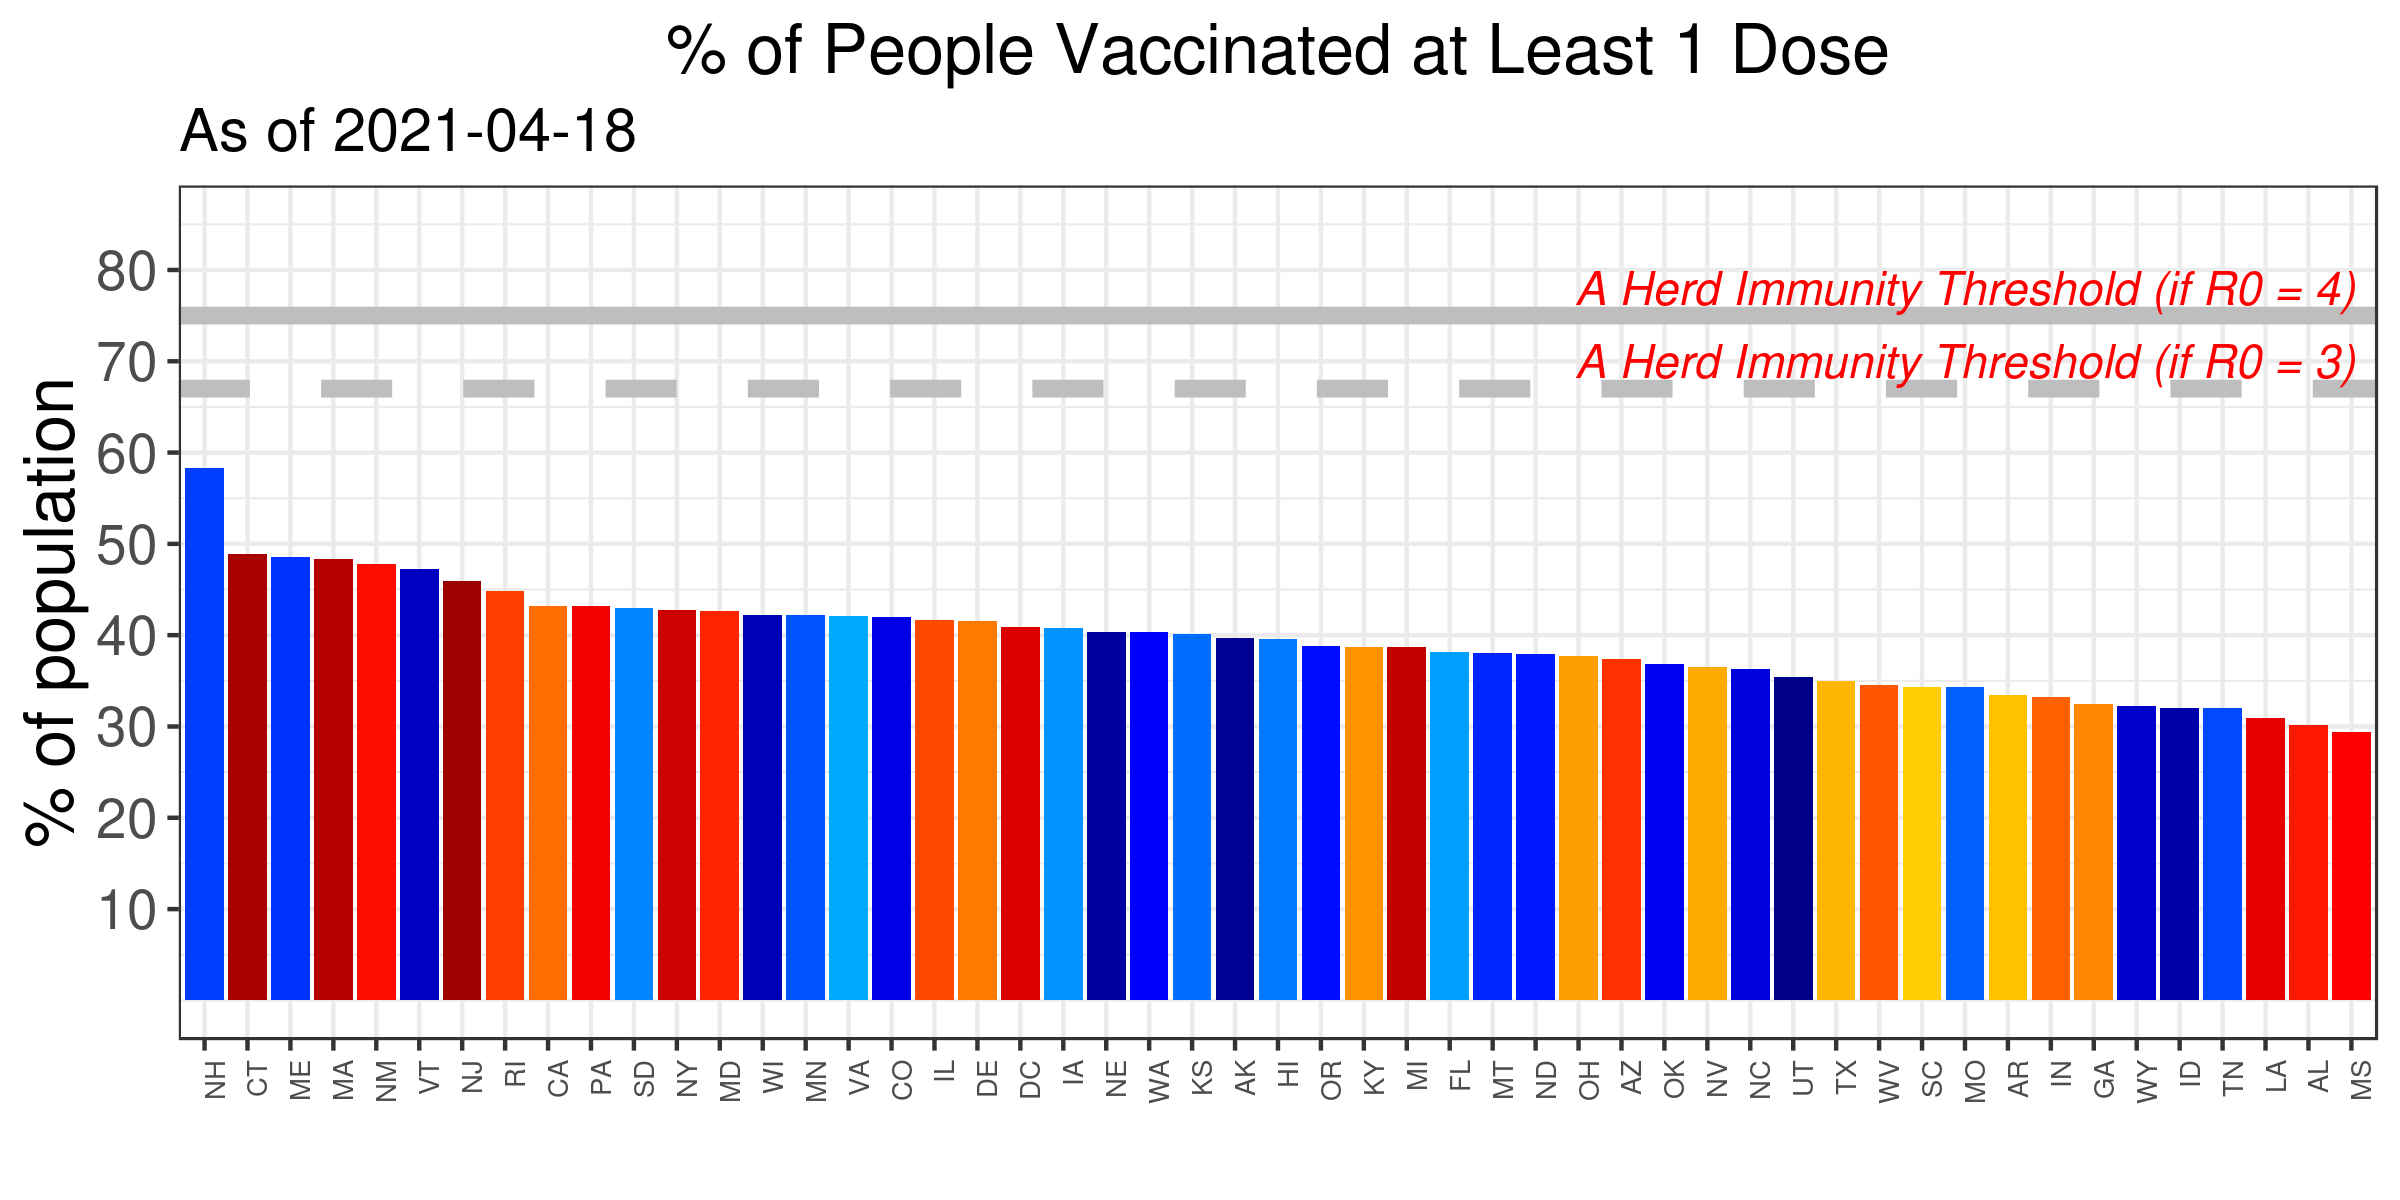 % of People Vaccinated at Least 1 Dose
As of 2021-04-18
% of population
80
70
60
50
40
30
20
10
A Herd Immunity Threshold (if R0 = 4)
A Herd Immunity Threshold (if R0 = 3)
NH CT ME MA NM VT NJ RI CA PA SD NY MD WI MN VA CO IL DE DC IA NE WA KS AK HI OR KY MI FL MT ND OH AZ OK NV NC UT TX WV SC MO AR IN GA WY ID TN LA AL MS